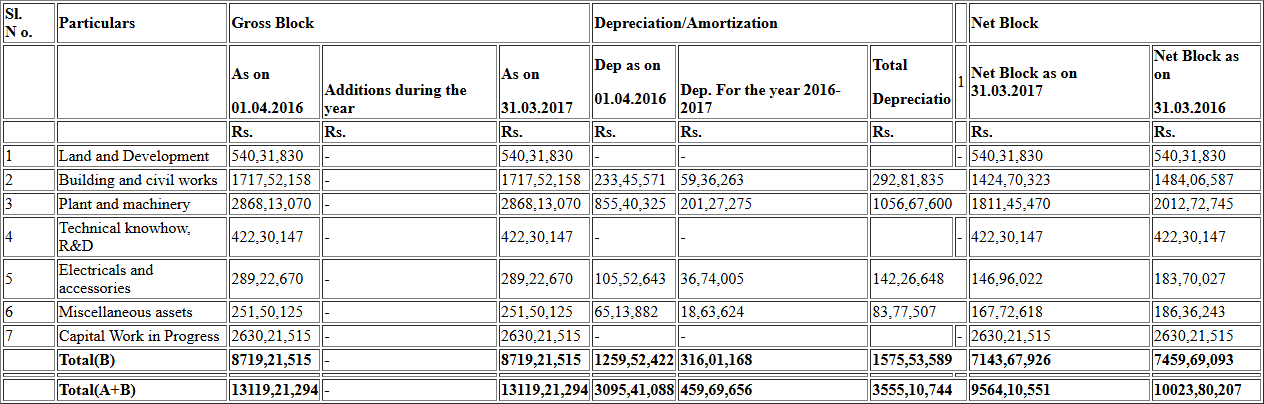 Sl. N o. Particulars Gross Block Depreciation/Amortization Net Block
As on 01.04.2016 Additions during the year As on 31.03.2017 Dep as on 01.04.2016 Dep. For the year 2016-2017 Total Depreciatio 1 Net Block as on 31.03.2017 Net Block as on 31.03.2016
Rs. Rs. Rs. Rs. Rs. Rs. Rs. Rs.
1 Land and Development 540,31,830 - 540,31,830 - - - 540,31,830 540,31,830
2 Building and civil works 1717,52,158 - 1717,52,158 233,45,571 59,36,263 292,81,835 1424,70,323 1484,06,587
3 Plant and machinery 2868,13,070 - 2868,13,070 855,40,325 201,27,275 1056,67,600 1811,45,470 2012,72,745
4 Technical knowhow, R&D 422,30,147 - 422,30,147 - - - 422,30,147 422,30,147
5 Electricals and accessories 289,22,670 - 289,22,670 105,52,643 36,74,005 142,26,648 146,96,022 183,70,027
6 Miscellaneous assets 251,50,125 - 251,50,125 65,13,882 18,63,624 83,77,507 167,72,618 186,36,243
7 Capital Work in Progress 2630,21,515 - 2630,21,515 - 2630,21,515 2630,21,515
Total(B) 8719,21,515 - 8719,21,515 1259,52,422 316,01,168 1575,53,589 7143,67,926 7459,69,093
Total(A+B) 13119,21,294 - 13119,21,294 3095,41,088 459,69,656 3555,10,744 9564,10,551 10023,80,207